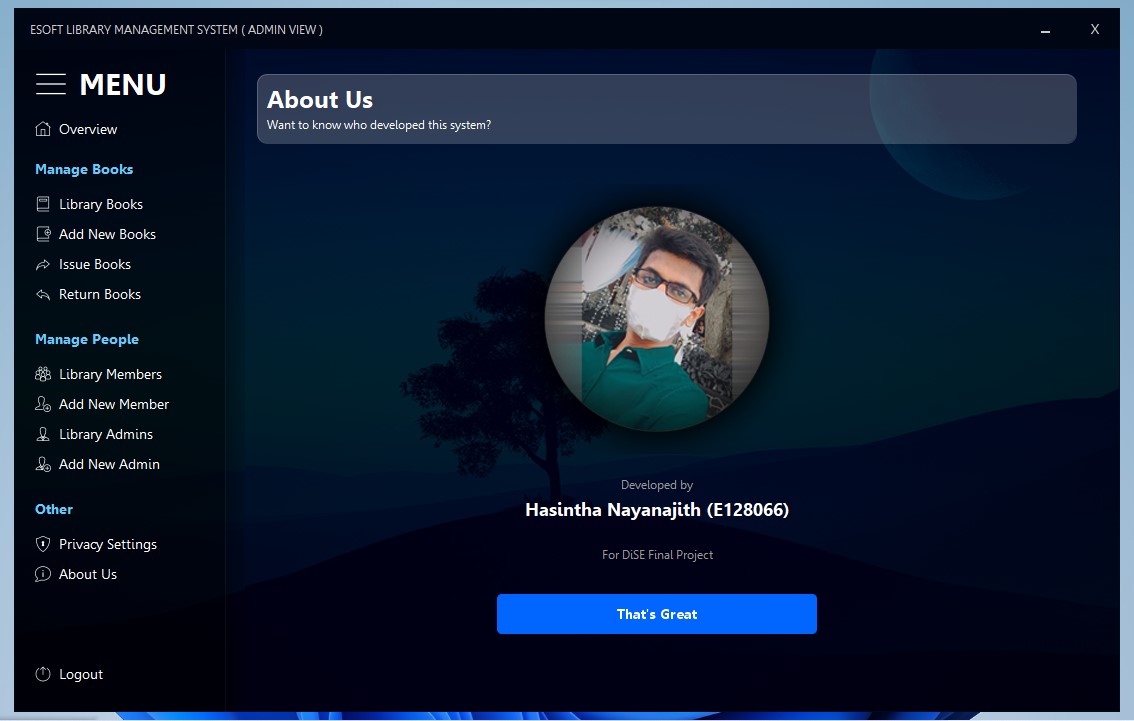 ESOFT LIBRARY MANAGEMENT SYSTEM ( ADMIN VIEW )
X
MENU
Overview
Manage Books
Library Books
Add New Books
Issue Books
Return Books
Manage People
Library Members
Add New Member
Library Admins
Add New Admin
Other
Privacy Settings
About Us
Logout
About Us
Want to know who developed this system?
Developed by
Hasintha Nayanajith (E128066)
For DiSE Final Project
That's Great